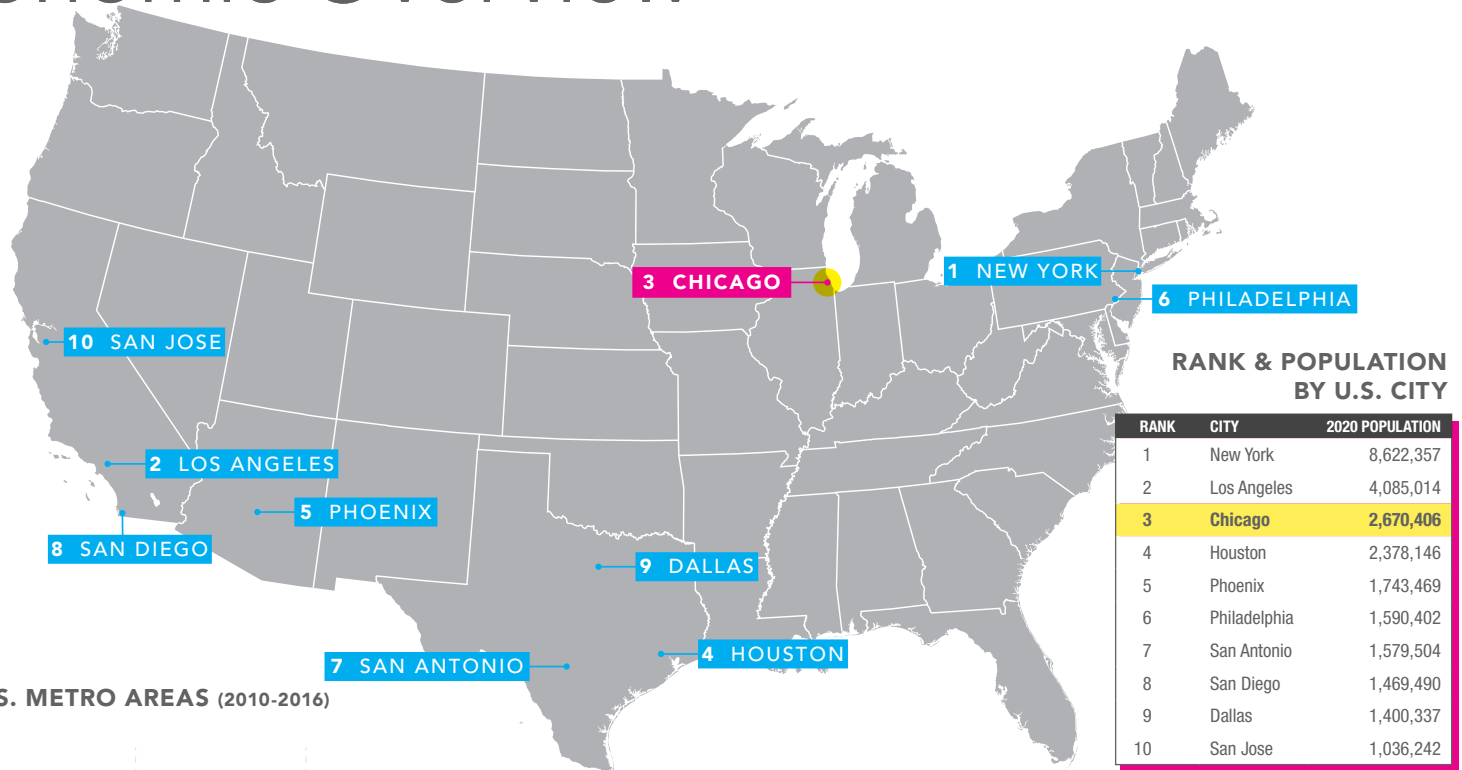 3 CHICAGO
1 NEW YORK
6 PHILADELPHIA
10 SAN JOSE
2 LOS ANGELES
5 PHOENIX
8 SAN DIEGO
9 DALLAS
4 HOUSTON
7 SAN ANTONIO
RANK & POPULATION
BY U.S. CITY
RANK CITY 2020 POPULATION
1 New York 8,622,357
2 Los Angeles 4,085,014
3 Chicago 2,670,406
4 Houston 2,378,146
5 Phoenix 1,743,469
6 Philadelphia 1,590,402
7 San Antonio 1,579,504
8 San Diego 1,469,490
9 Dallas 1,400,337
10 San Jose 1,036,242
S. METRO AREAS (2010-2016)